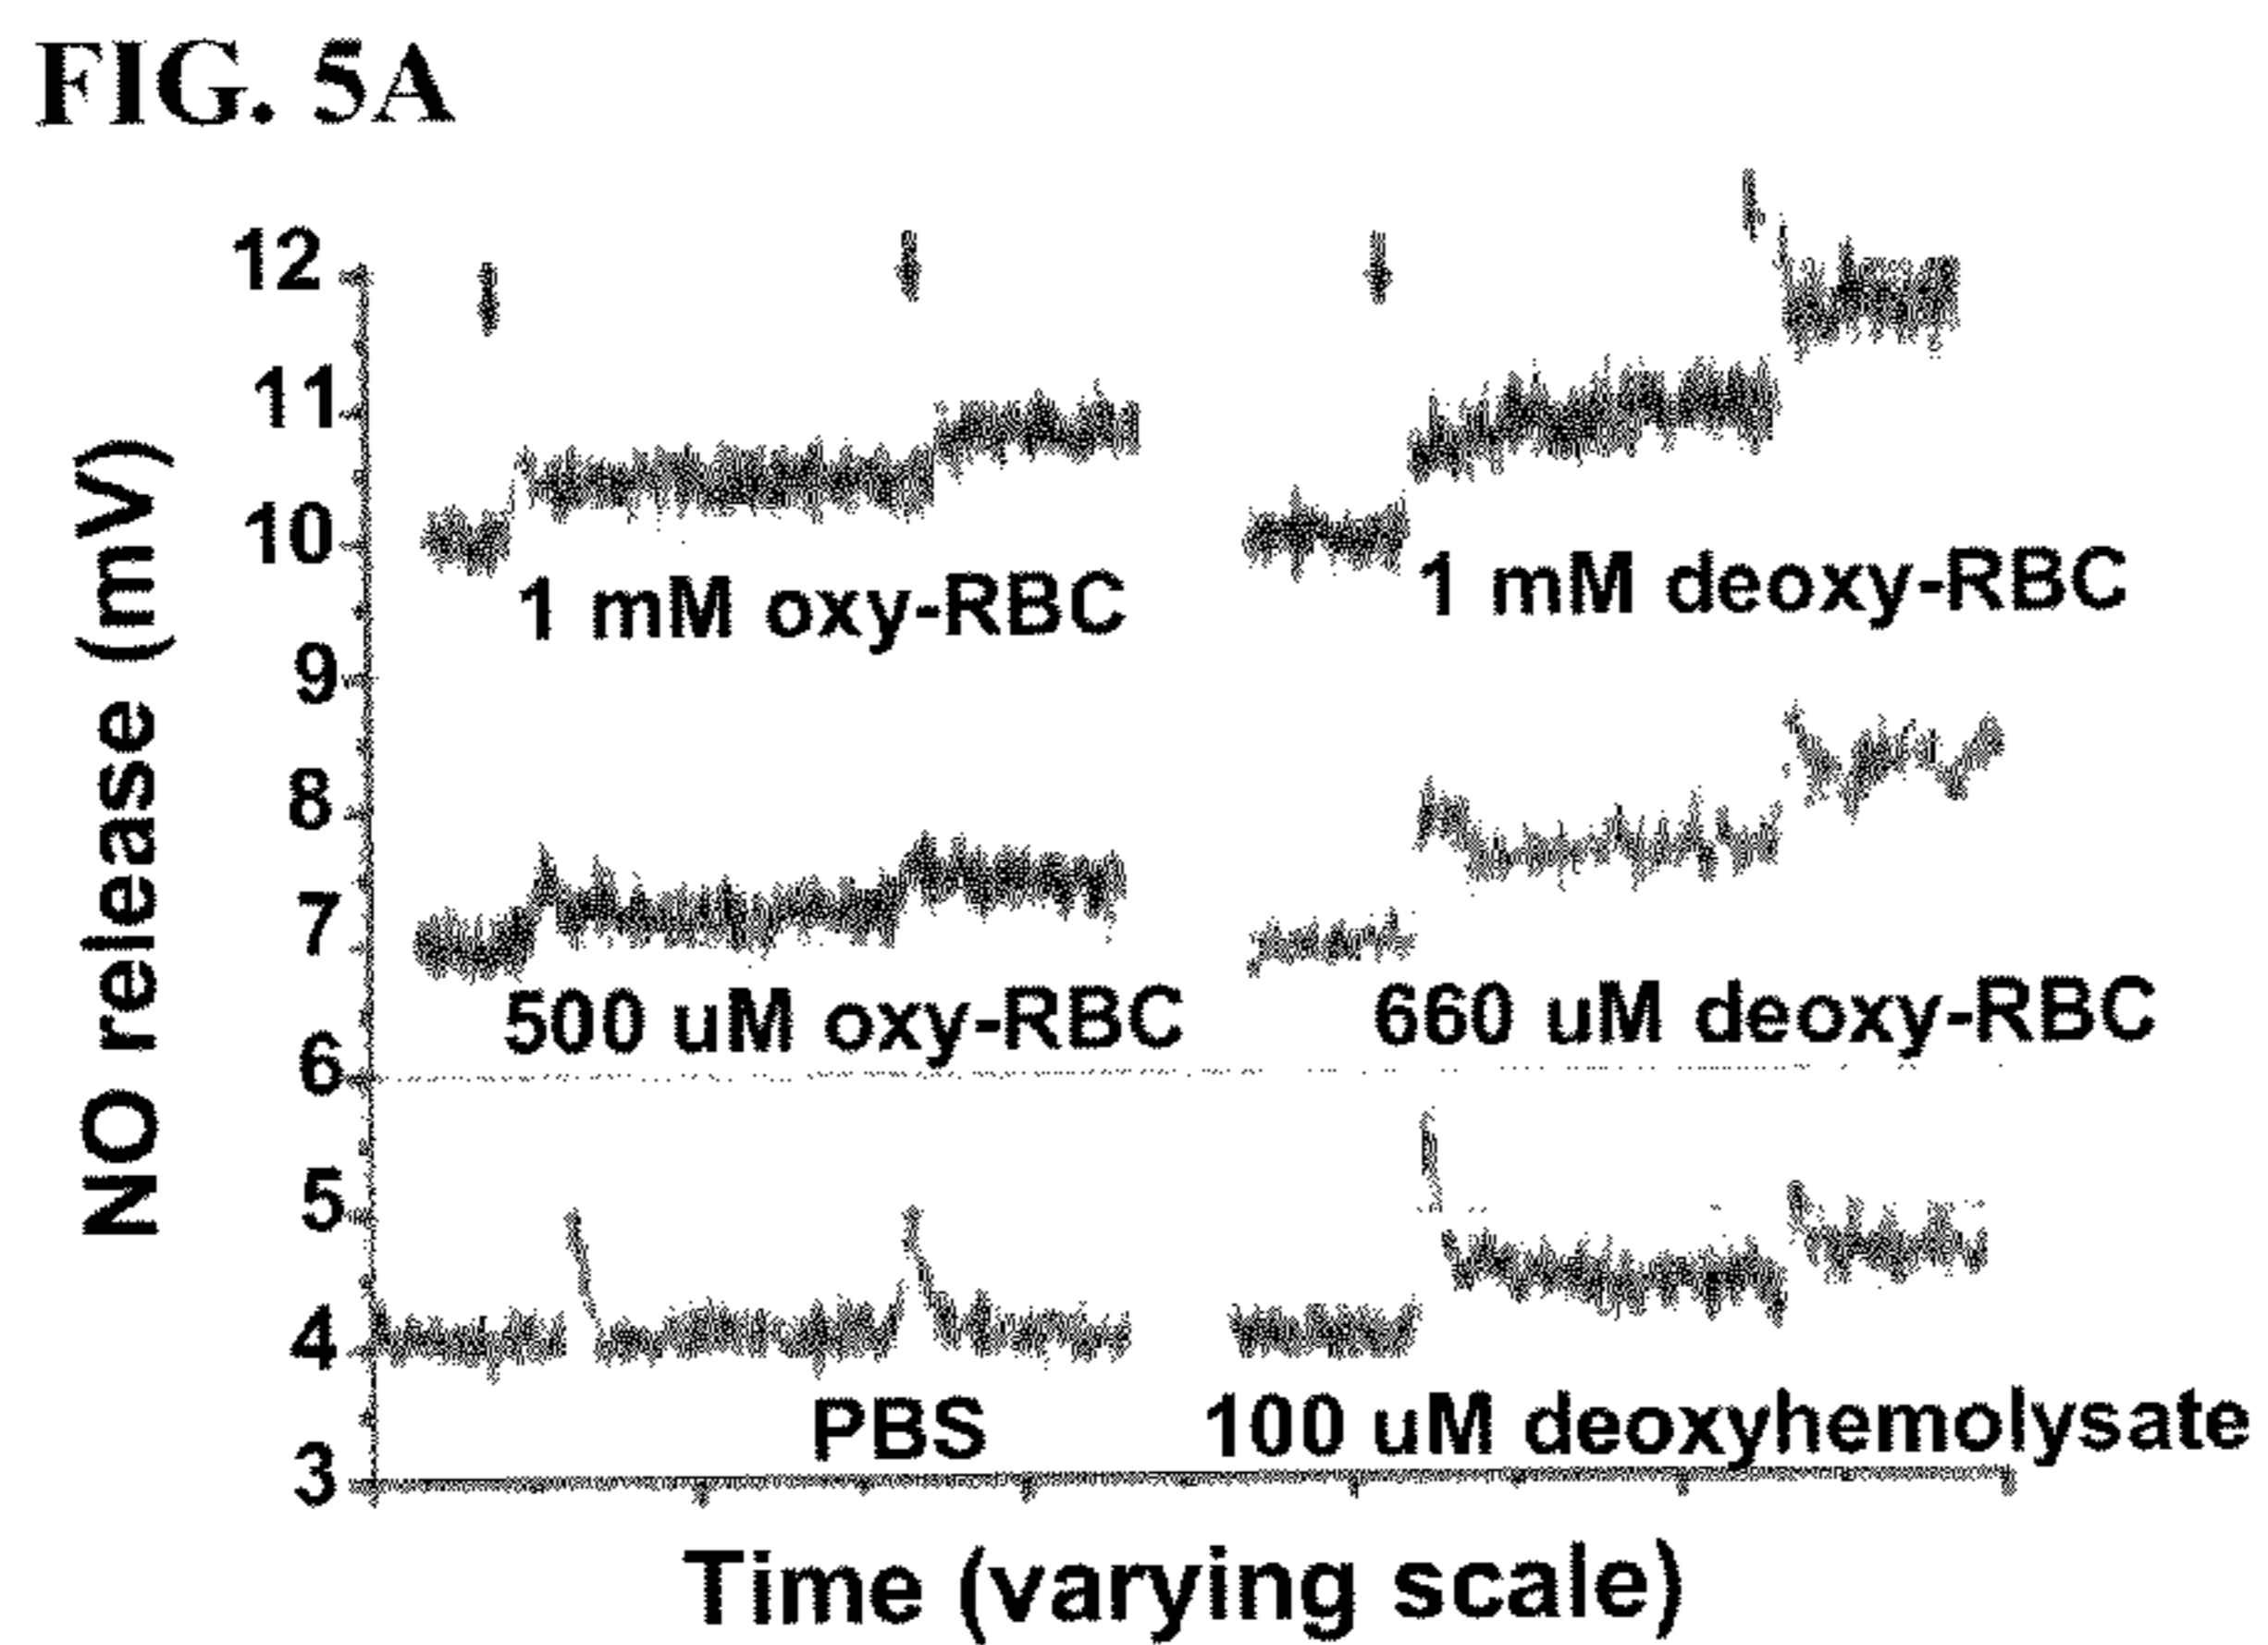 FIG. 5A
NO release (mV)
12
11
10
9
8
7
6
5
4
3
1 mM oxy-RBC
1 mM deoxy-RBC
500 uM oxy-RBC
660 uM deoxy-RBC
PBS
100 uM deoxyhemolysate
Time (varying scale)